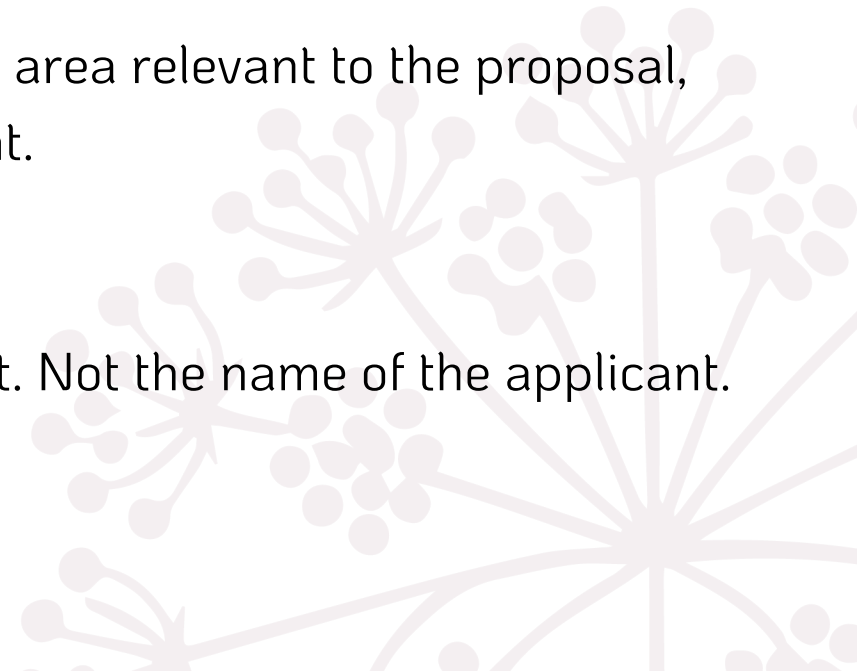 area relevant to the proposal,
t.
t. Not the name of the applicant.